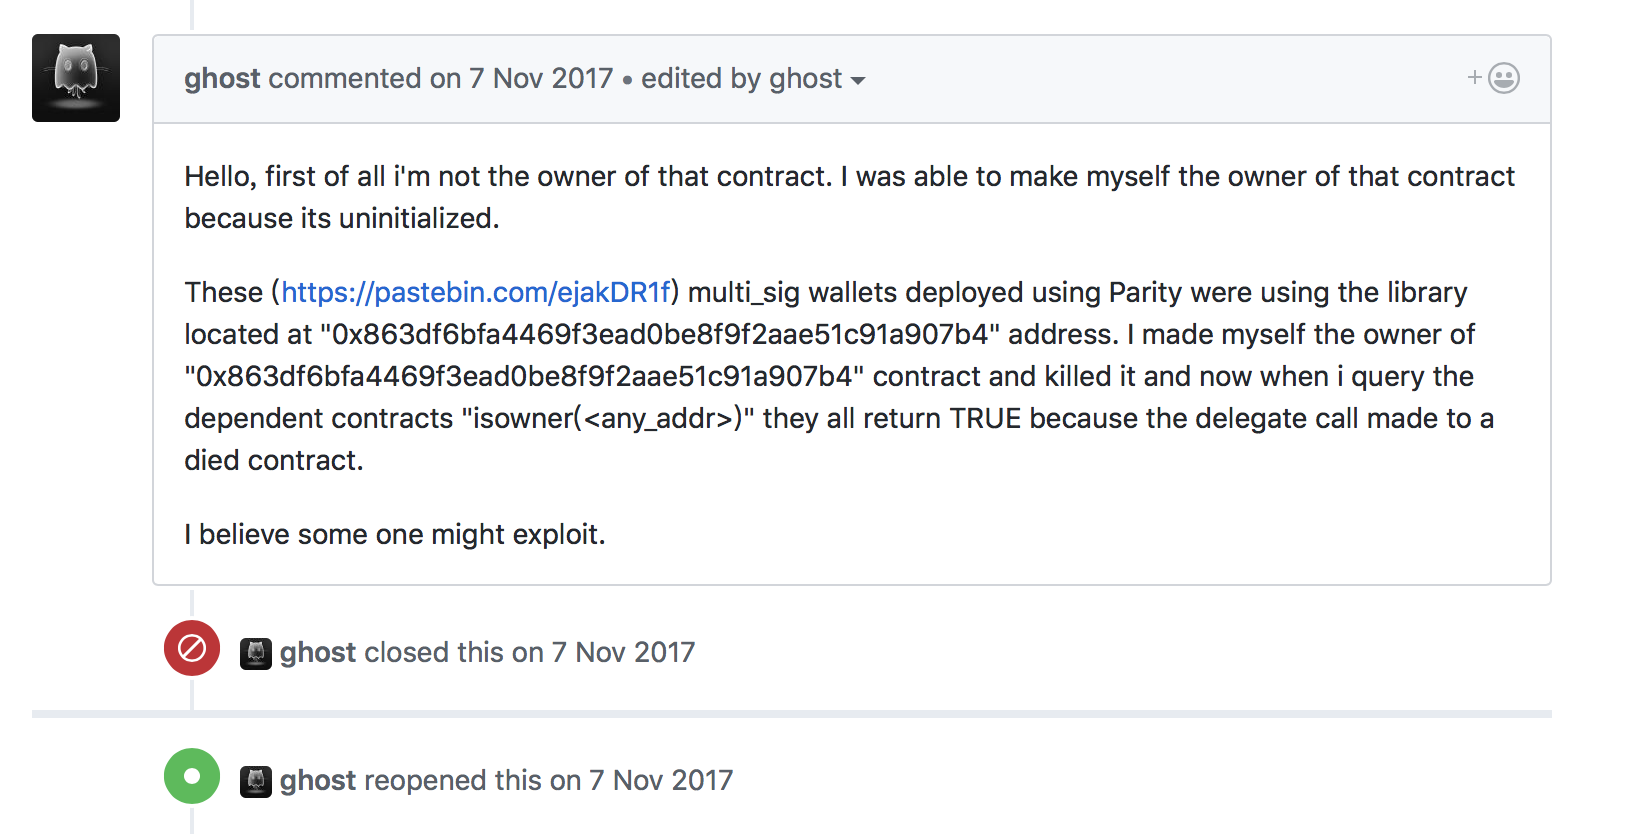 ghost commented on 7 Nov 2017 • edited by ghost
Hello, first of all i'm not the owner of that contract. I was able to make myself the owner of that contract
because its uninitialized.
These (https://pastebin.com/ejakDR1f) multi_sig wallets deployed using Parity were using the library
located at "0x863df6bfa4469f3ead0be8f9f2aae51c91a907b4" address. I made myself the owner of
"0x863df6bfa4469f3ead0be8f9f2aae51c91a907b4" contract and killed it and now when i query the
dependent contracts "isowner(<any_addr>)" they all return TRUE because the delegate call made to a
died contract.
I believe some one might exploit.
ghost closed this on 7 Nov 2017
ghost reopened this on 7 Nov 2017